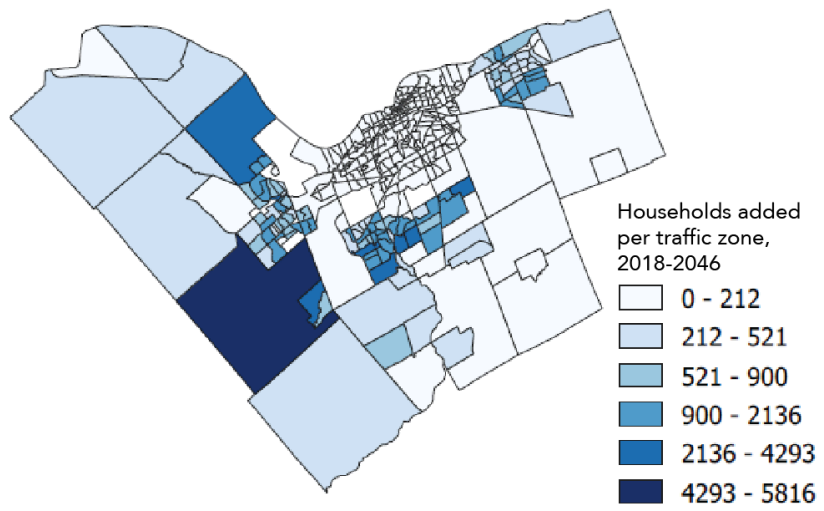 Households added
per traffic zone,
2018-2046
0 - 212
212 - 521
521 - 900
900 - 2136
2136 - 4293
4293 - 5816